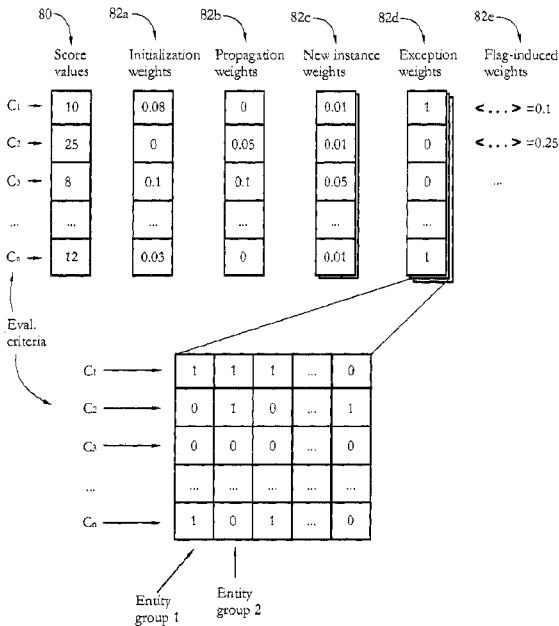 80 82a 82b 82c 82d 82e
Score values Initialization weights Propagation weights New instance weights Exception weights Flag-induced weights
C1 10 0.08 0 0.01 1 <...> =0.1
C2 25 0 0.05 0.01 0 <...> =0.25
C3 8 0.1 0.1 0.05 0 ...
... ... ... ... ... ...
Cn 12 0.03 0 0.01 1
Eval. criteria
C1 1 1 1 ... 0
C2 0 1 0 ... 1
C3 0 0 0 ... 0
... ... ... ... ... ...
Cn 1 0 1 ... 0
Entity group 1
Entity group 2